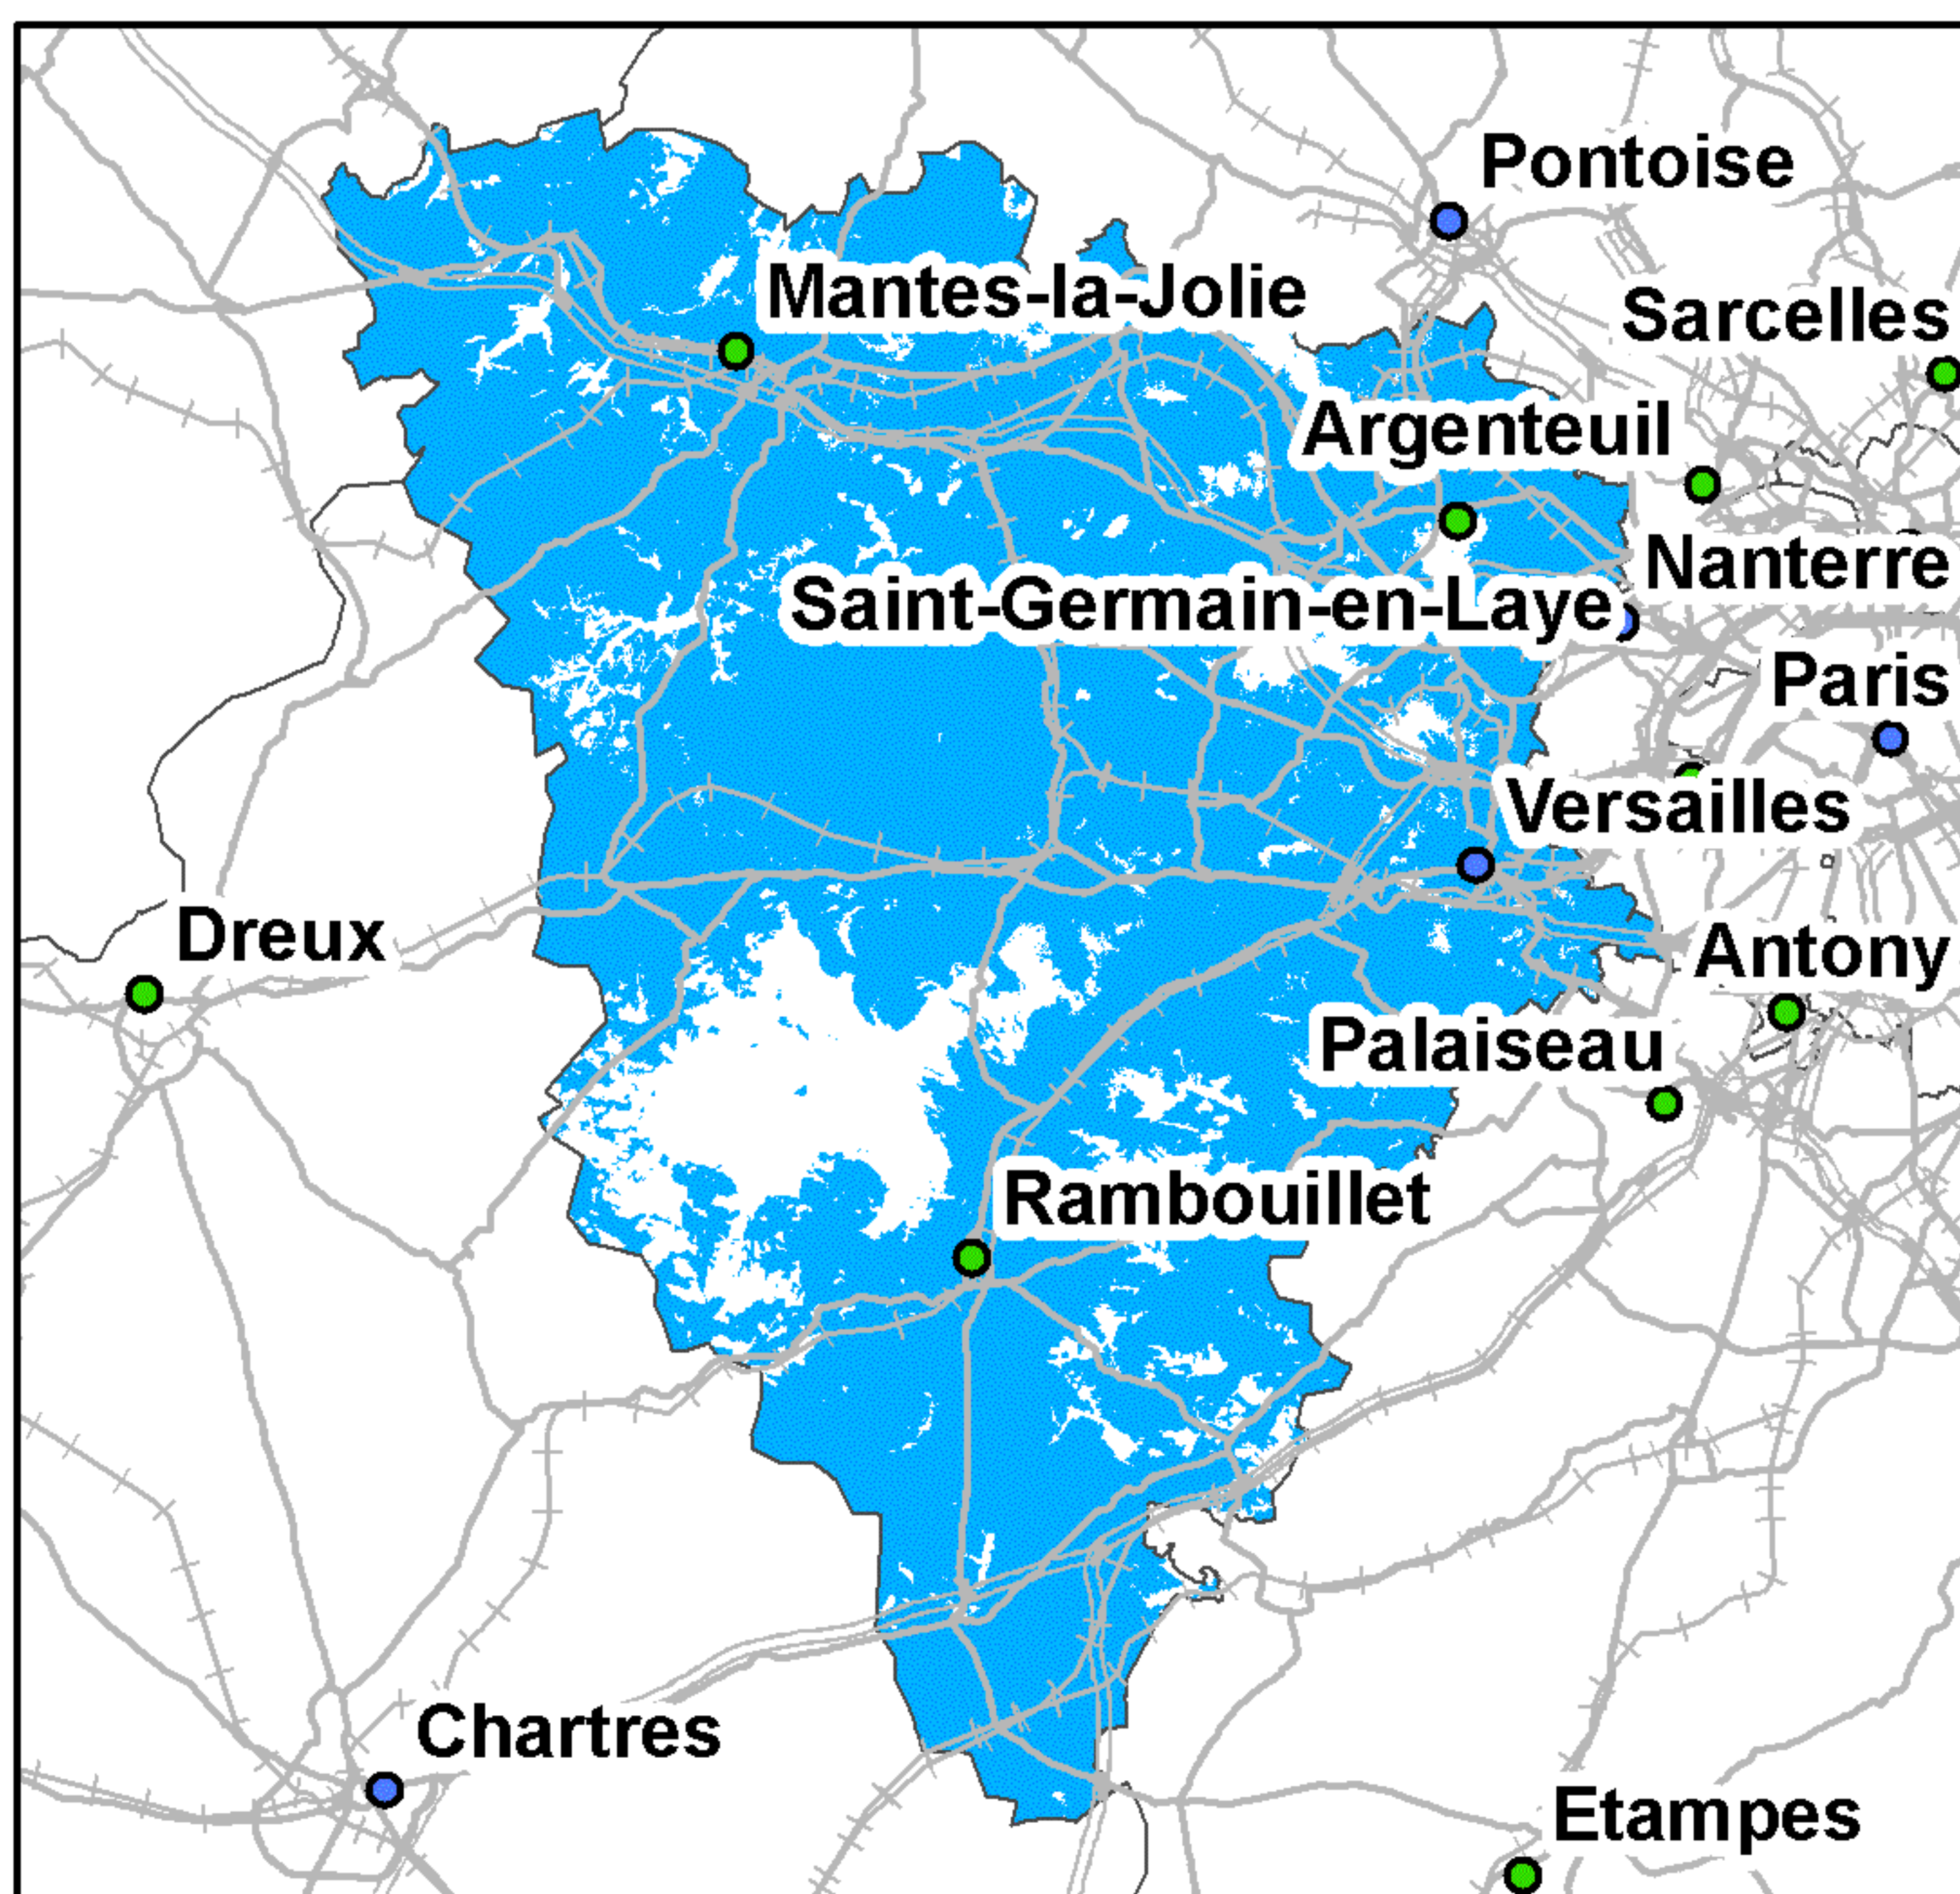 Pontoise
Mantes-la-Jolie
Sarcelles
Argenteuil
Nanterre
Saint-Germain-en-Laye
Paris
Versailles
Dreux
Antony
Palaiseau
Rambouillet
Chartres
Etampes